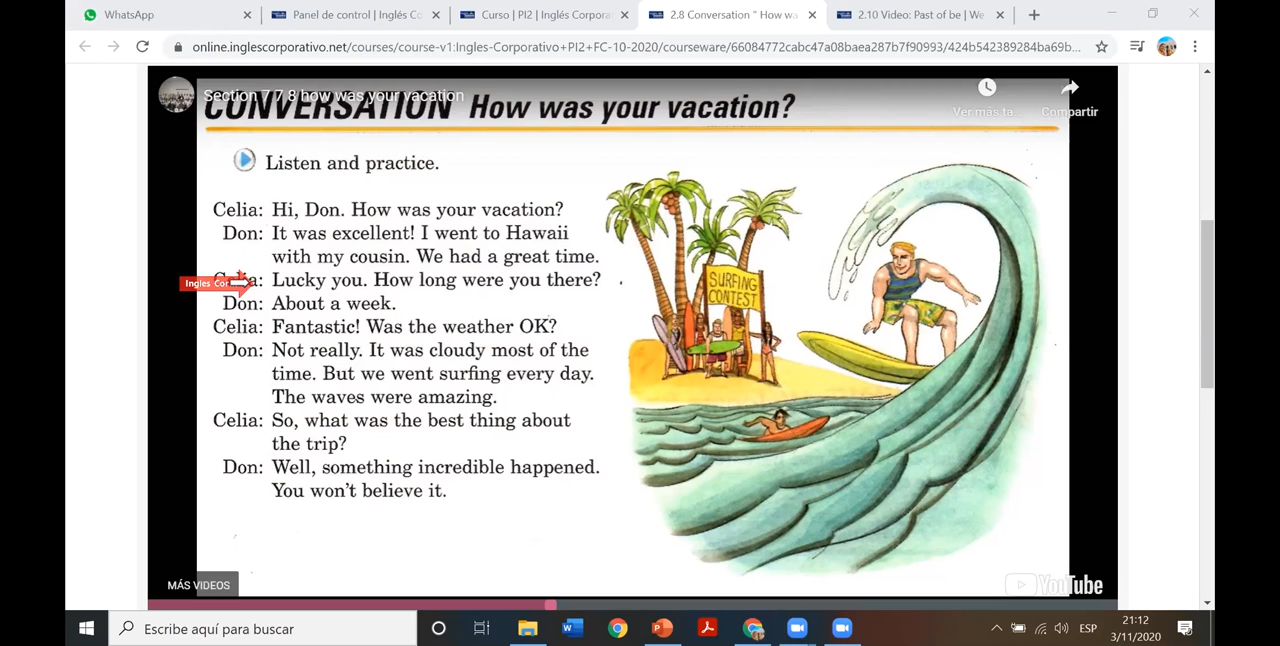 WhatsApp
Panel de control | Inglés Co
Curso | PI2 | Inglés Corpora
2.8 Conversation " How wa
2.10 Video: Past of be | We
online.inglescorporativo.net/courses/course-v1:Ingles-Corporativo+PI2+FC-10-2020/courseware/66084772cabc47a08baea287b7f90993/424b542389284ba69b...
Section 7 7 8 how was your vacation
CONVERSATION How was your vacation?
Ver más ta...
Compartir
Listen and practice.
Celia: Hi, Don. How was your vacation?
Don: It was excellent! I went to Hawaii
with my cousin. We had a great time.
Celia: Lucky you. How long were you there?
Ingles Cor
Don: About a week.
Celia: Fantastic! Was the weather OK?
Don: Not really. It was cloudy most of the
time. But we went surfing every day.
The waves were amazing.
Celia: So, what was the best thing about
the trip?
Don: Well, something incredible happened.
You won't believe it.
SURFING
CONTEST
MÁS VIDEOS
YouTube
Escribe aquí para buscar
ESP
21:12
3/11/2020